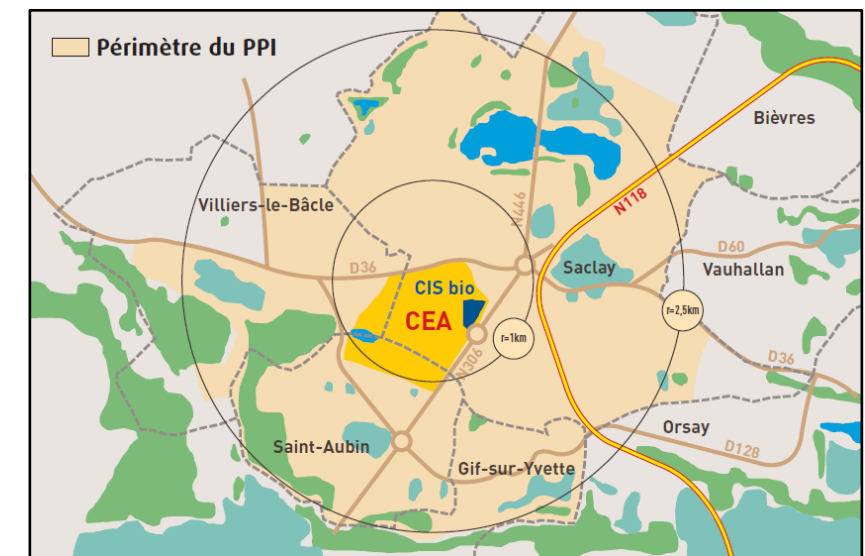 Périmètre du PPI
Bièvres
Villiers-le-Bâcle
N446
N118
D60
Saclay
Vauhallan
D36
CIS bio
CEA
r=2,5km
r=1km
N306
D36
Orsay
Saint-Aubin
D128
Gif-sur-Yvette